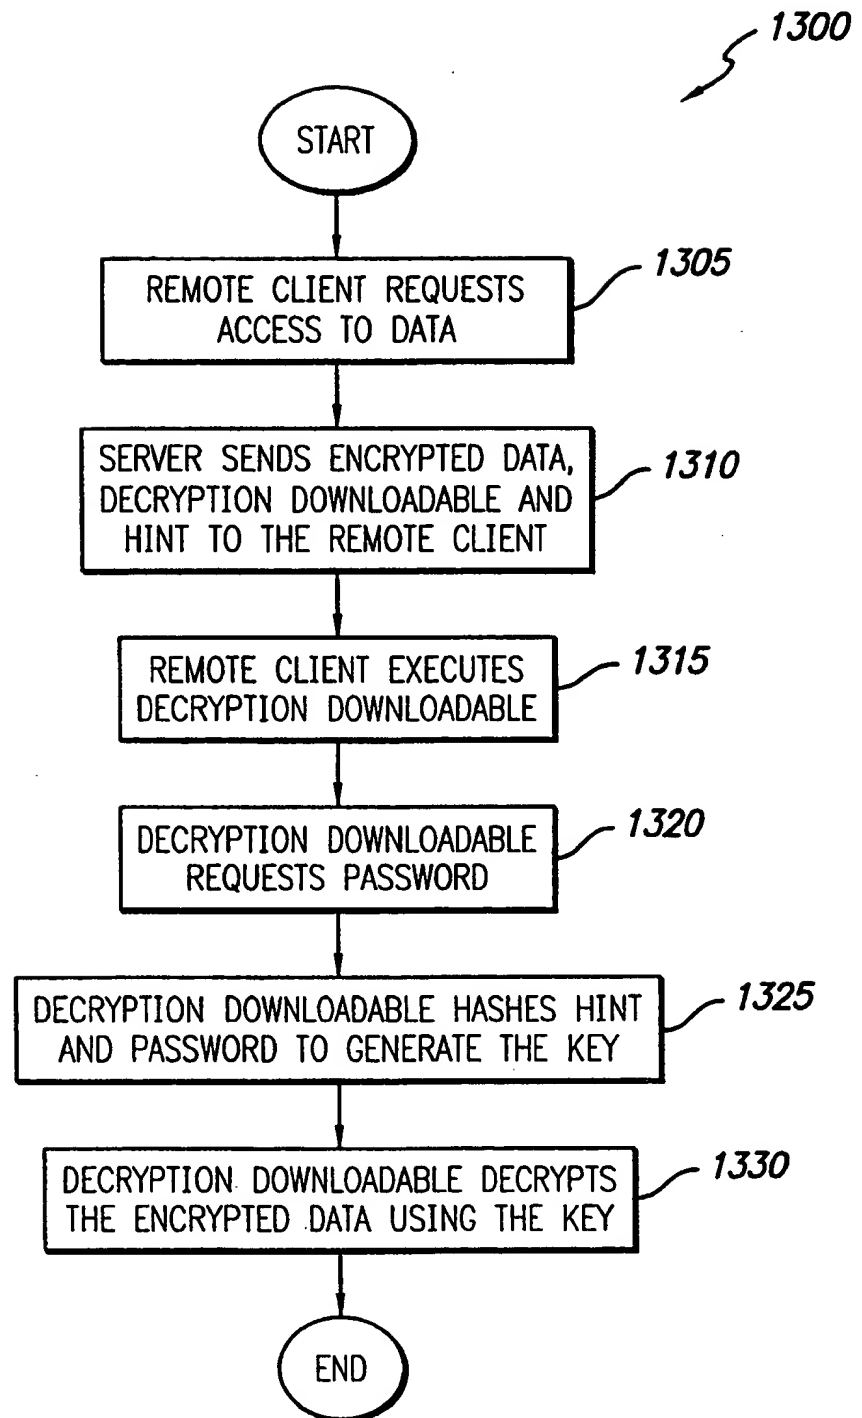 1300
START
REMOTE CLIENT REQUESTS
ACCESS TO DATA
1305
SERVER SENDS ENCRYPTED DATA,
DECRYPTION DOWNLOADABLE AND
HINT TO THE REMOTE CLIENT
1310
REMOTE CLIENT EXECUTES
DECRYPTION DOWNLOADABLE
1315
DECRYPTION DOWNLOADABLE
REQUESTS PASSWORD
1320
DECRYPTION DOWNLOADABLE HASHES HINT
AND PASSWORD TO GENERATE THE KEY
1325
DECRYPTION DOWNLOADABLE DECRYPTS
THE ENCRYPTED DATA USING THE KEY
1330
END